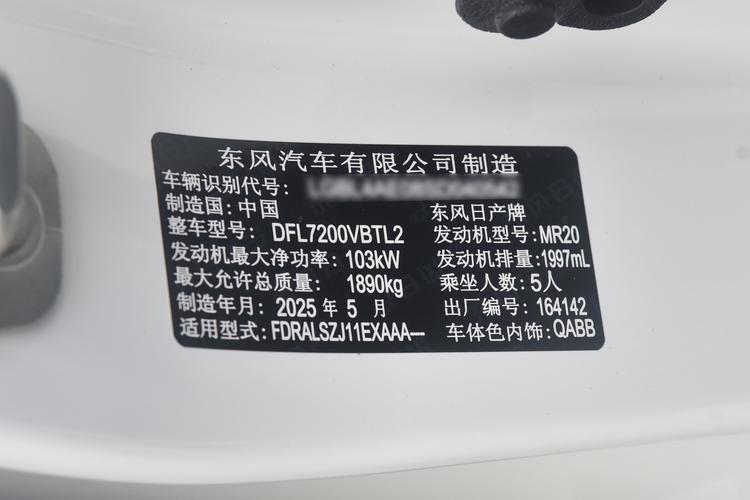 东风汽车有限公司制造
车辆识别代号:
制造国: 中国 东风日产牌
整车型号: DFL7200VBTL2 发动机型号: MR20
发动机最大净功率: 103kW 发动机排量: 1997mL
最大允许总质量: 1890kg 乘坐人数: 5人
制造年月: 2025 年 5 月 出厂编号: 164142
适用型式: FDRALSZJ11EXAAA--- 车体色内饰: QABB